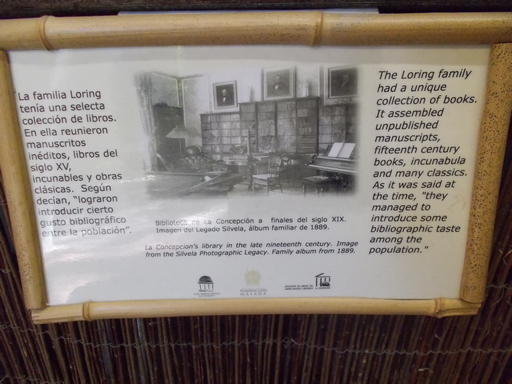 La familia Loring
tenía una selecta
colección de libros.
En ella reunieron
manuscritos
inéditos, libros del
siglo XV,
incunables y obras
clásicas. Según
decían, "lograron
introducir cierto
gusto bibliográfico
entre la población".
Biblioteca de La Concepción a finales del siglo XIX.
Imagen del Legado Silvela, álbum familiar de 1889.
La Concepcion's library in the late nineteenth century. Image
from the Silvela Photographic Legacy. Family album from 1889.
The Loring family
had a unique
collection of books.
It assembled
unpublished
manuscripts,
fifteenth century
books, incunabula
and many classics.
As it was said at
the time, "they
managed to
introduce some
bibliographic taste
among the
population."